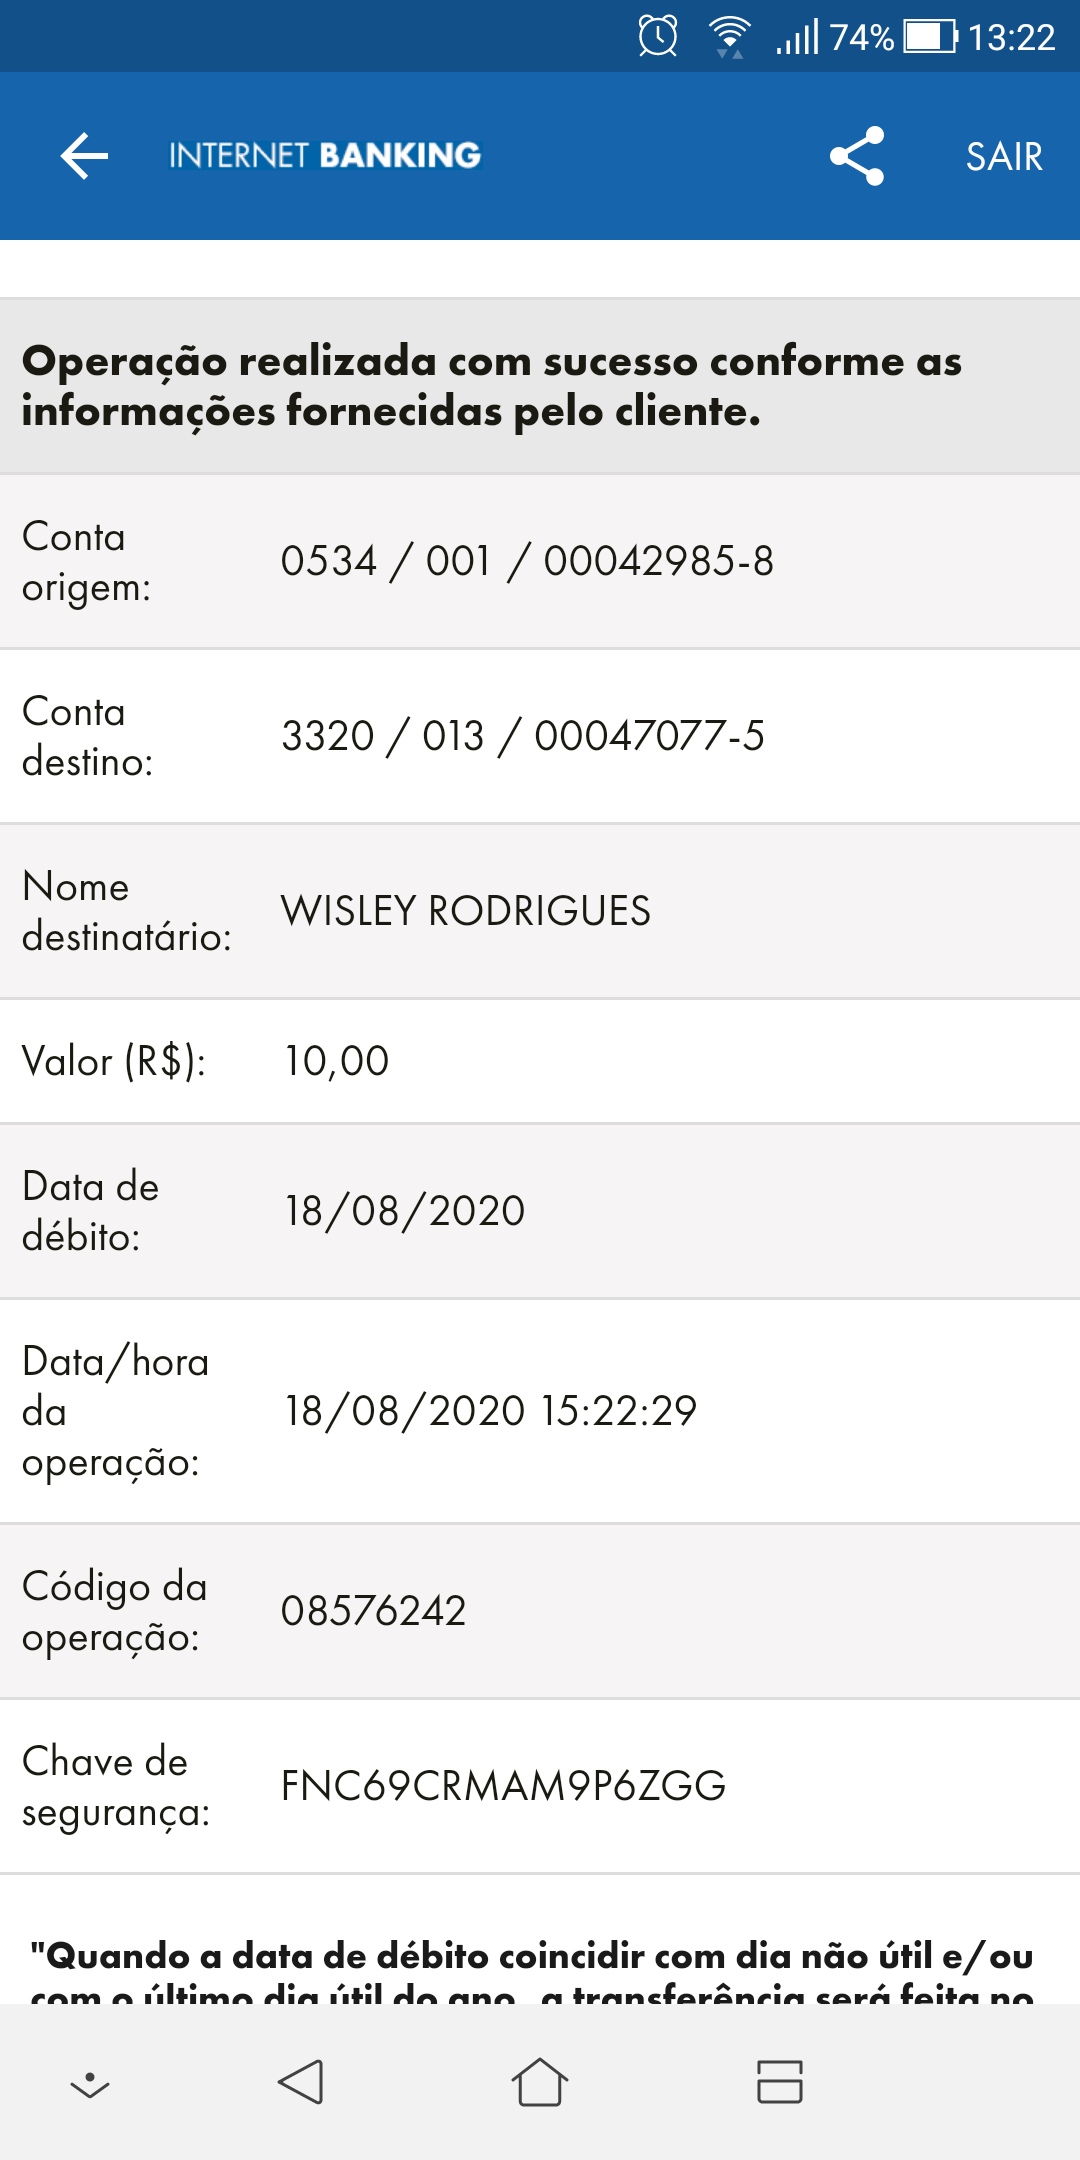 74% 13:22
INTERNET BANKING SAIR
Operação realizada com sucesso conforme as
informações fornecidas pelo cliente.
Conta
origem:
0534 / 001 / 00042985-8
Conta
destino:
3320 / 013 / 00047077-5
Nome
destinatário:
WISLEY RODRIGUES
Valor (R$): 10,00
Data de
débito:
18/08/2020
Data/hora
da
operação:
18/08/2020 15:22:29
Código da
operação:
08576242
Chave de
segurança:
FNC69CRMAM9P6ZGG
"Quando a data de débito coincidir com dia não útil e/ou
com o último dia útil do ano, a transferência será feita no